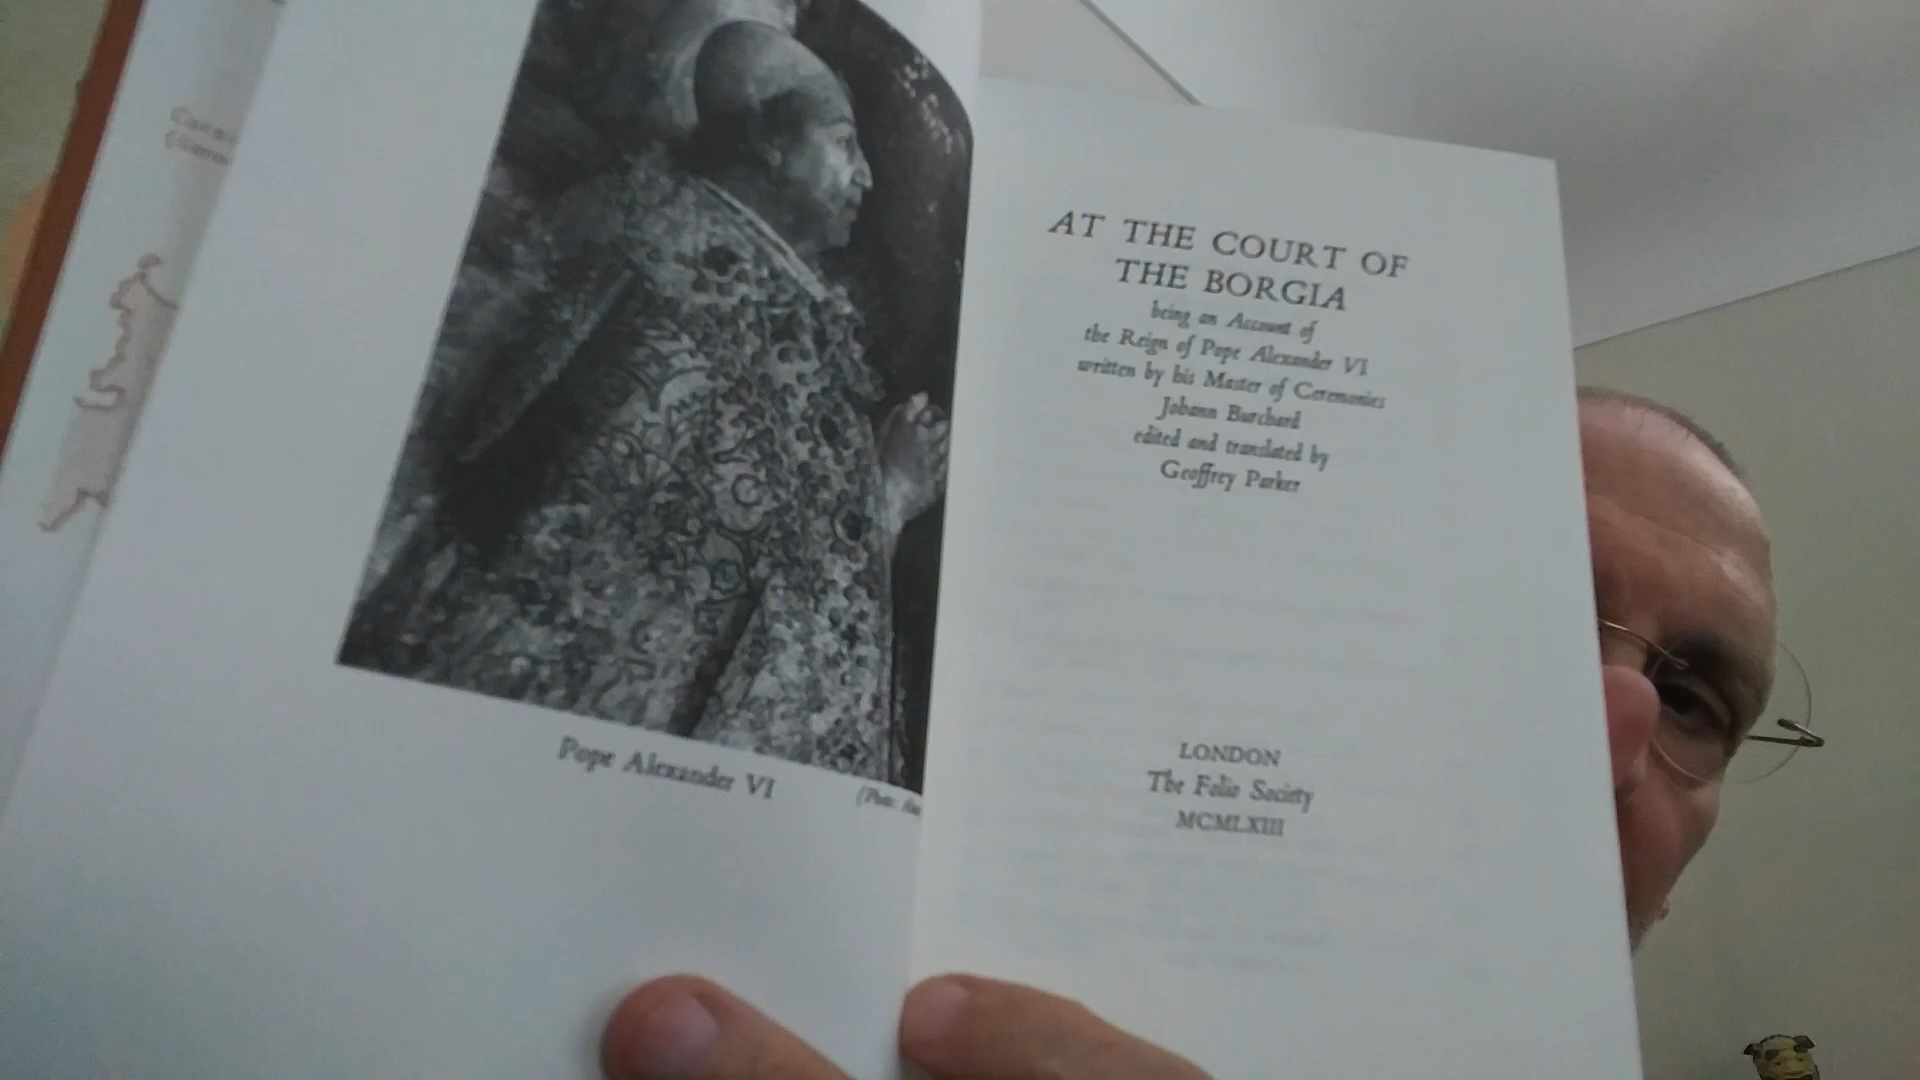 Pope Alexander VI
(Photo:
AT THE COURT OF
THE BORGIA
being an Account of
the Reign of Pope Alexander VI
written by his Master of Ceremonies
Johann Burchard
edited and translated by
Geoffrey Parker
LONDON
The Folio Society
MCMLXIII